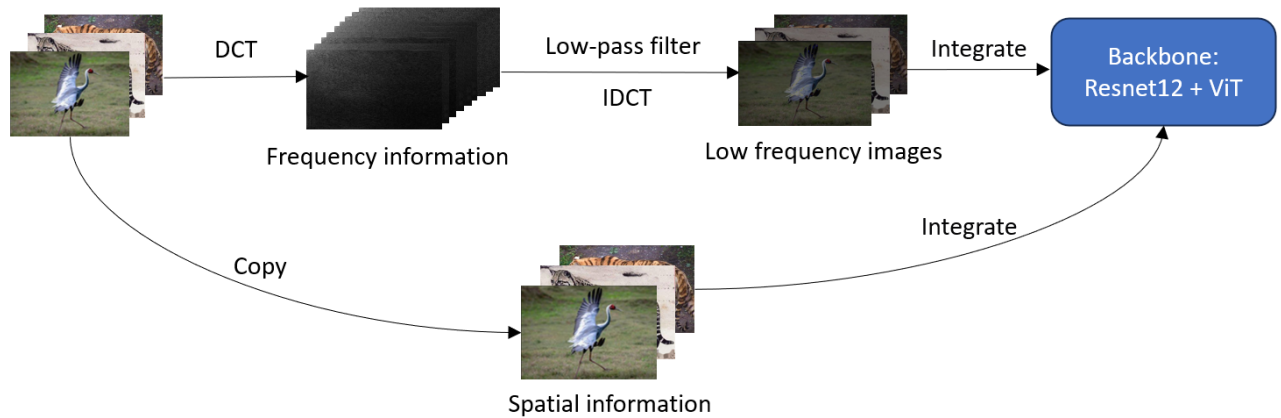 DCT
Low-pass filter
IDCT
Integrate
Backbone:
Resnet12 + ViT
Frequency information
Low frequency images
Copy
Integrate
Spatial information